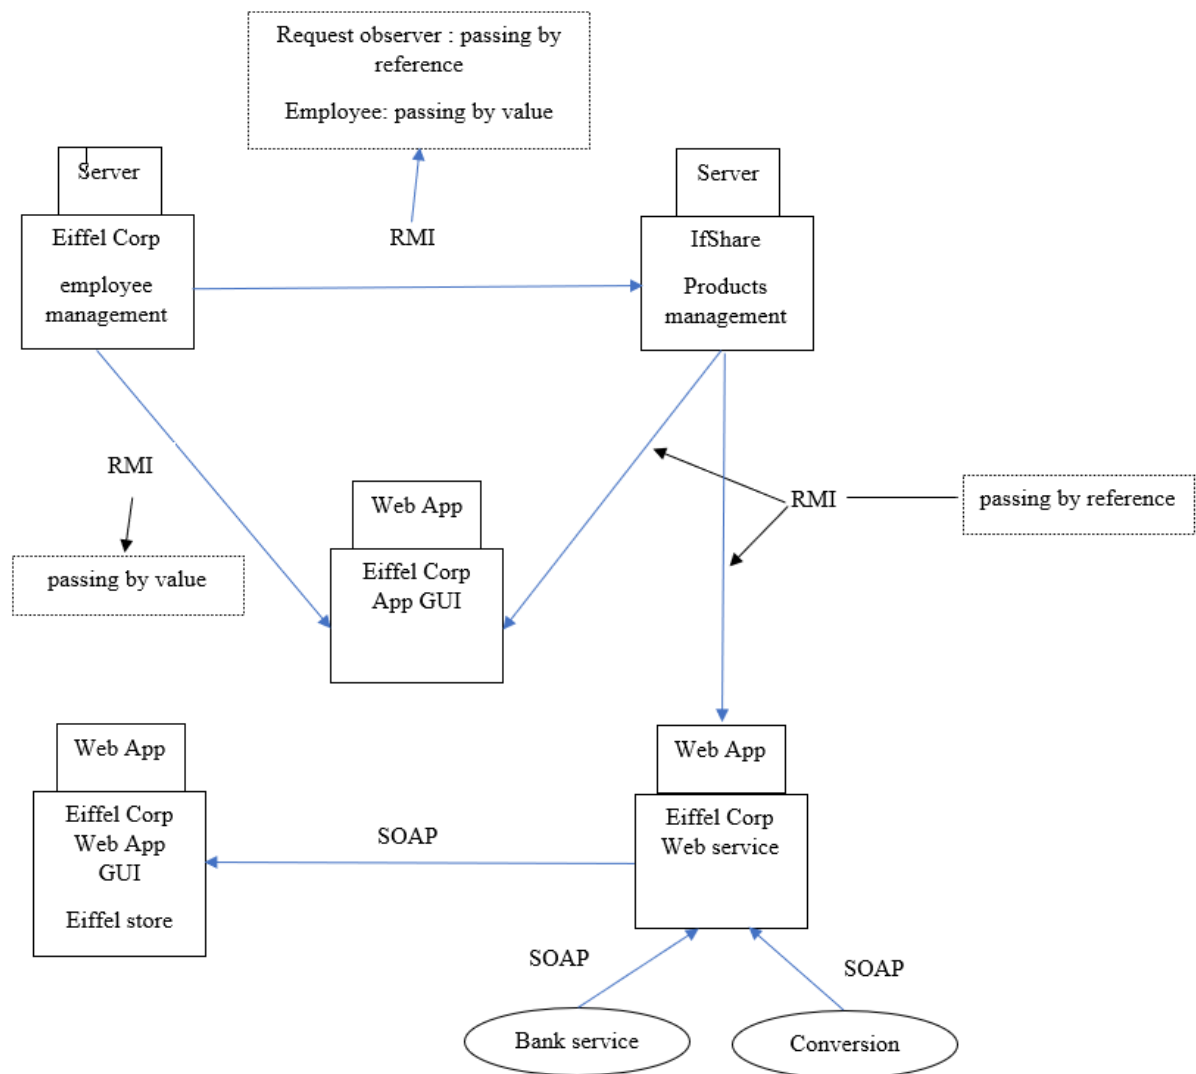 Request observer : passing by
reference
Employee: passing by value
Server
Server
Eiffel Corp
employee
management
RMI
IfShare
Products
management
RMI
passing by value
Web App
Eiffel Corp
App GUI
RMI
passing by reference
Web App
Eiffel Corp
Web App
GUI
Eiffel store
SOAP
Web App
Eiffel Corp
Web service
SOAP
SOAP
Bank service
Conversion